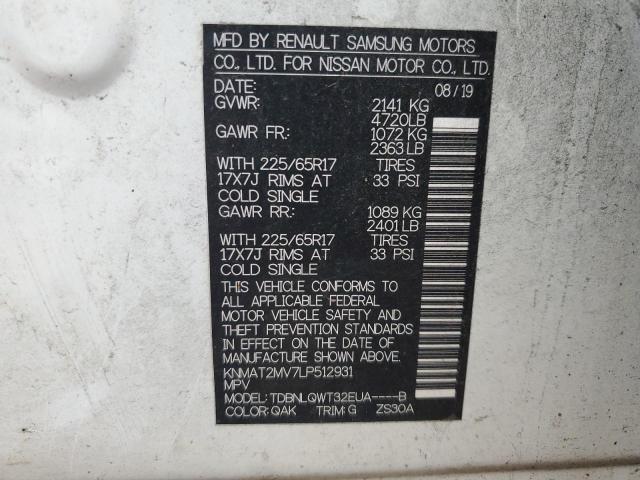 MFD BY RENAULT SAMSUNG MOTORS
CO., LTD. FOR NISSAN MOTOR CO., LTD.
DATE: 08/19
GVWR: 2141 KG
4720LB
GAWR FR: 1072 KG
2363 LB
WITH 225/65R17 TIRES
17X7J RIMS AT 33 PSI
COLD SINGLE
GAWR RR: 1089 KG
2401 LB
WITH 225/65R17 TIRES
17X7J RIMS AT 33 PSI
COLD SINGLE
THIS VEHICLE CONFORMS TO
ALL APPLICABLE FEDERAL
MOTOR VEHICLE SAFETY AND
THEFT PREVENTION STANDARDS
IN EFFECT ON THE DATE OF
MANUFACTURE SHOWN ABOVE.
KNMAT2MV7LP512931
MPV
MODEL: TDBNLQWT32EUA----B
COLOR: QAK TRIM: G ZS30A